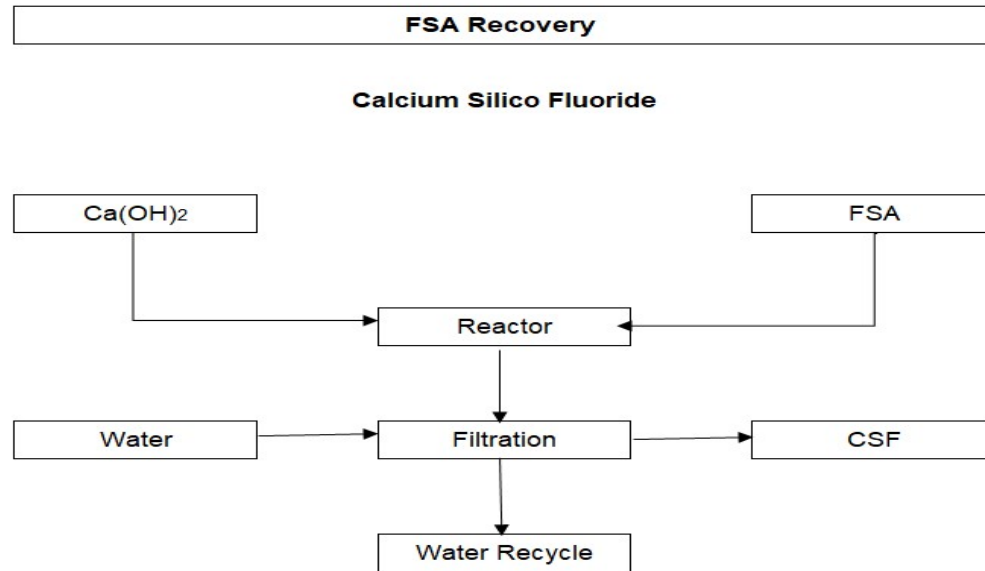 FSA Recovery
Calcium Silico Fluoride
Ca(OH)2
FSA
Reactor
Water
Filtration
CSF
Water Recycle